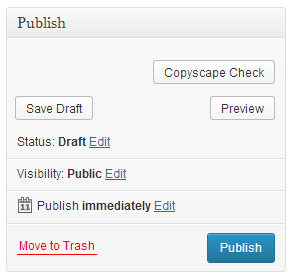 Publish
Copyscape Check
Save Draft Preview
Status: Draft Edit
Visibility: Public Edit
11 Publish immediately Edit
Move to Trash Publish